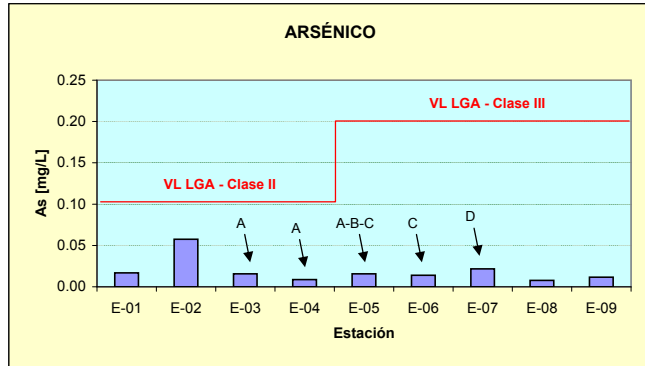 ARSÉNICO
As [mg/L]
0.25
0.20
0.15
0.10
0.05
0.00
VL LGA - Clase III
VL LGA - Clase II
A
A
A-B-C
C
D
E-01 E-02 E-03 E-04 E-05 E-06 E-07 E-08 E-09
Estación